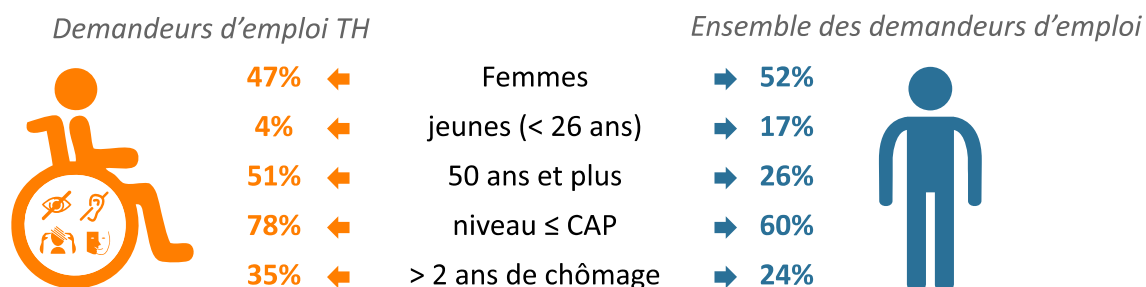 Demandeurs d'emploi TH Ensemble des demandeurs d'emploi
47% Femmes 52%
4% jeunes (< 26 ans) 17%
51% 50 ans et plus 26%
78% niveau ≤ CAP 60%
35% > 2 ans de chômage 24%